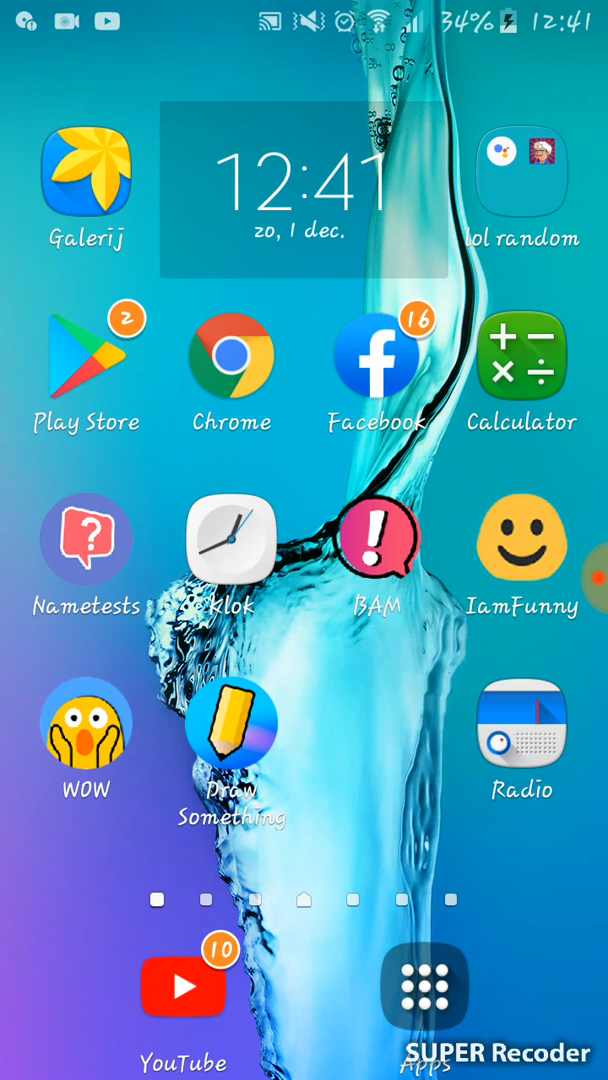 34% 12:41
12:41
zo, 1 dec.
Galerij
lol random
2
16
Play Store
Chrome
Facebook
Calculator
Nametests
Klok
BAM
IamFunny
WOW
Draw
Something
Radio
10
YouTube
Apps
SUPER Recoder